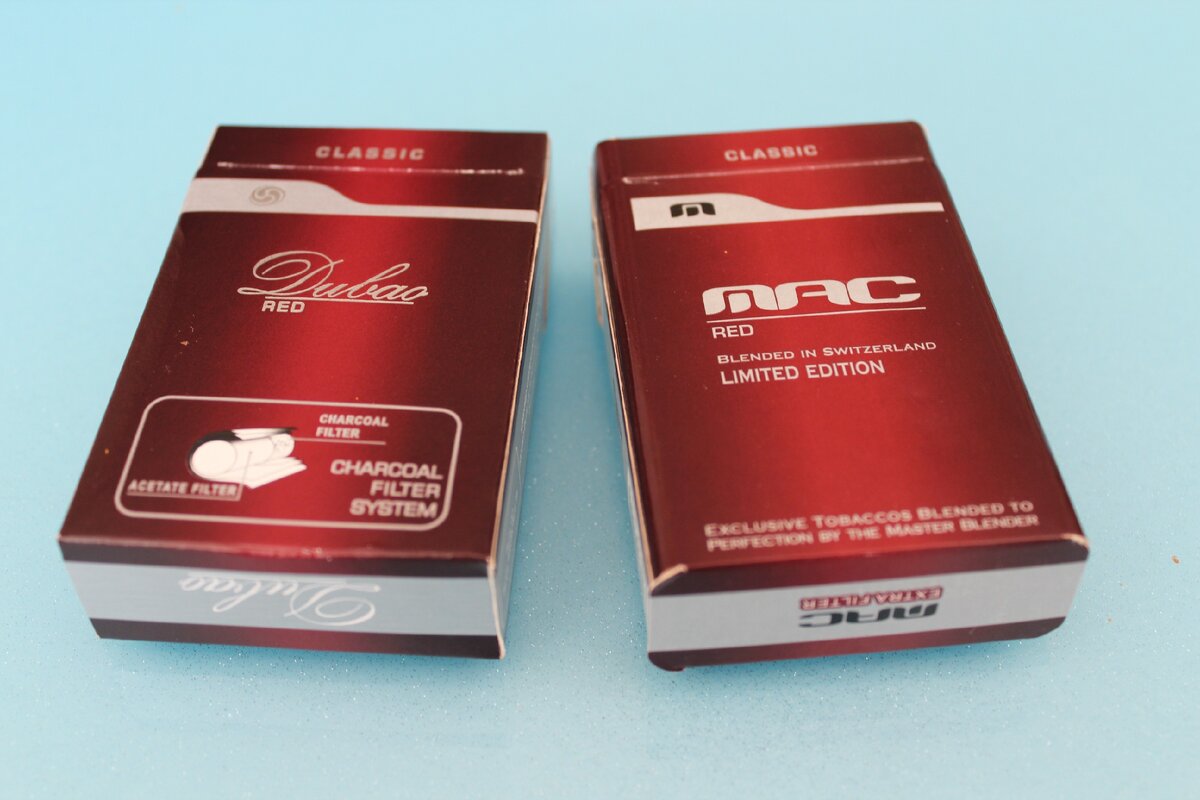 CLASSIC
Dubao
RED
CHARCOAL
FILTER
ACETATE FILTER
CHARCOAL
FILTER
SYSTEM
Dubao
CLASSIC
MAC
RED
BLENDED IN SWITZERLAND
LIMITED EDITION
EXCLUSIVE TOBACCOS BLENDED TO
PERFECTION BY THE MASTER BLENDER
MAC
EXTRA FILTER